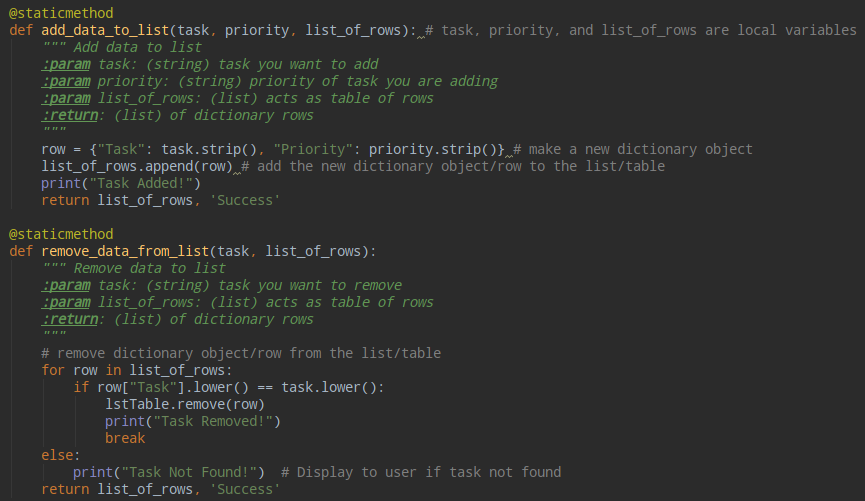 @staticmethod
def add_data_to_list(task, priority, list_of_rows): # task, priority, and list_of_rows are local variables
""" Add data to list
:param task: (string) task you want to add
:param priority: (string) priority of task you are adding
:param list_of_rows: (list) acts as table of rows
:return: (list) of dictionary rows
"""
row = {"Task": task.strip(), "Priority": priority.strip()} # make a new dictionary object
list_of_rows.append(row) # add the new dictionary object/row to the list/table
print("Task Added!")
return list_of_rows, 'Success'
@staticmethod
def remove_data_from_list(task, list_of_rows):
""" Remove data to list
:param task: (string) task you want to remove
:param list_of_rows: (list) acts as table of rows
:return: (list) of dictionary rows
"""
# remove dictionary object/row from the list/table
for row in list_of_rows:
if row["Task"].lower() == task.lower():
lstTable.remove(row)
print("Task Removed!")
break
else:
print("Task Not Found!")  # Display to user if task not found
return list_of_rows, 'Success'